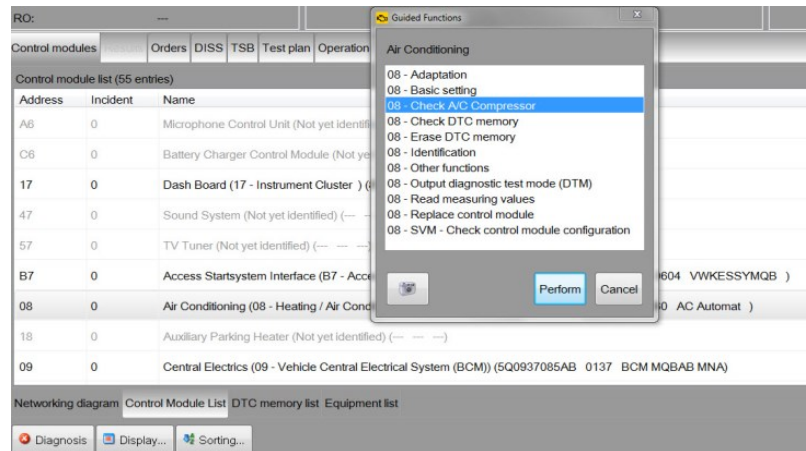 RO: ---
Guided Functions
Control modules Orders DISS TSB Test plan Operation
Air Conditioning
Control module list (55 entries)
Address Incident Name
08 - Adaptation
08 - Basic setting
08 - Check A/C Compressor
08 - Check DTC memory
08 - Erase DTC memory
08 - Identification
08 - Other functions
08 - Output diagnostic test mode (DTM)
08 - Read measuring values
08 - Replace control module
08 - SVM - Check control module configuration
Perform Cancel
A6 0 Microphone Control Unit (Not yet
C6 0 Battery Charger Control Module (Not
17 0 Dash Board (17 - Instrument Cluster )
47 0 Sound System (Not yet identified) (---
57 0 TV Tuner (Not yet identified) (--- --- ---)
B7 0 Access Startsystem Interface (B7 - 0604 VWKESSYMQB )
08 0 Air Conditioning (08 - Heating / Air AC Automat )
18 0 Auxiliary Parking Heater (Not yet identified) (--- --- ---)
09 0 Central Electrics (09 - Vehicle Central Electrical System (BCM)) (5Q0937085AB 0137 BCM MQBAB MNA)
Networking diagram Control Module List DTC memory list Equipment list
Diagnosis Display... Sorting...